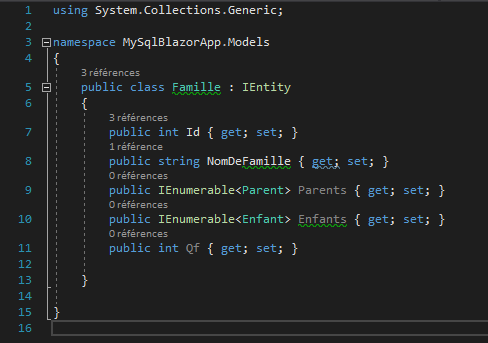 1 using System.Collections.Generic;
2
3 namespace MySqlBlazorApp.Models
4 {
3 références
5 public class Famille : IEntity
6 {
3 références
7 public int Id { get; set; }
1 référence
8 public string NomDeFamille { get; set; }
0 références
9 public IEnumerable<Parent> Parents { get; set; }
0 références
10 public IEnumerable<Enfant> Enfants { get; set; }
0 références
11 public int Qf { get; set; }
12
13 }
14
15 }
16